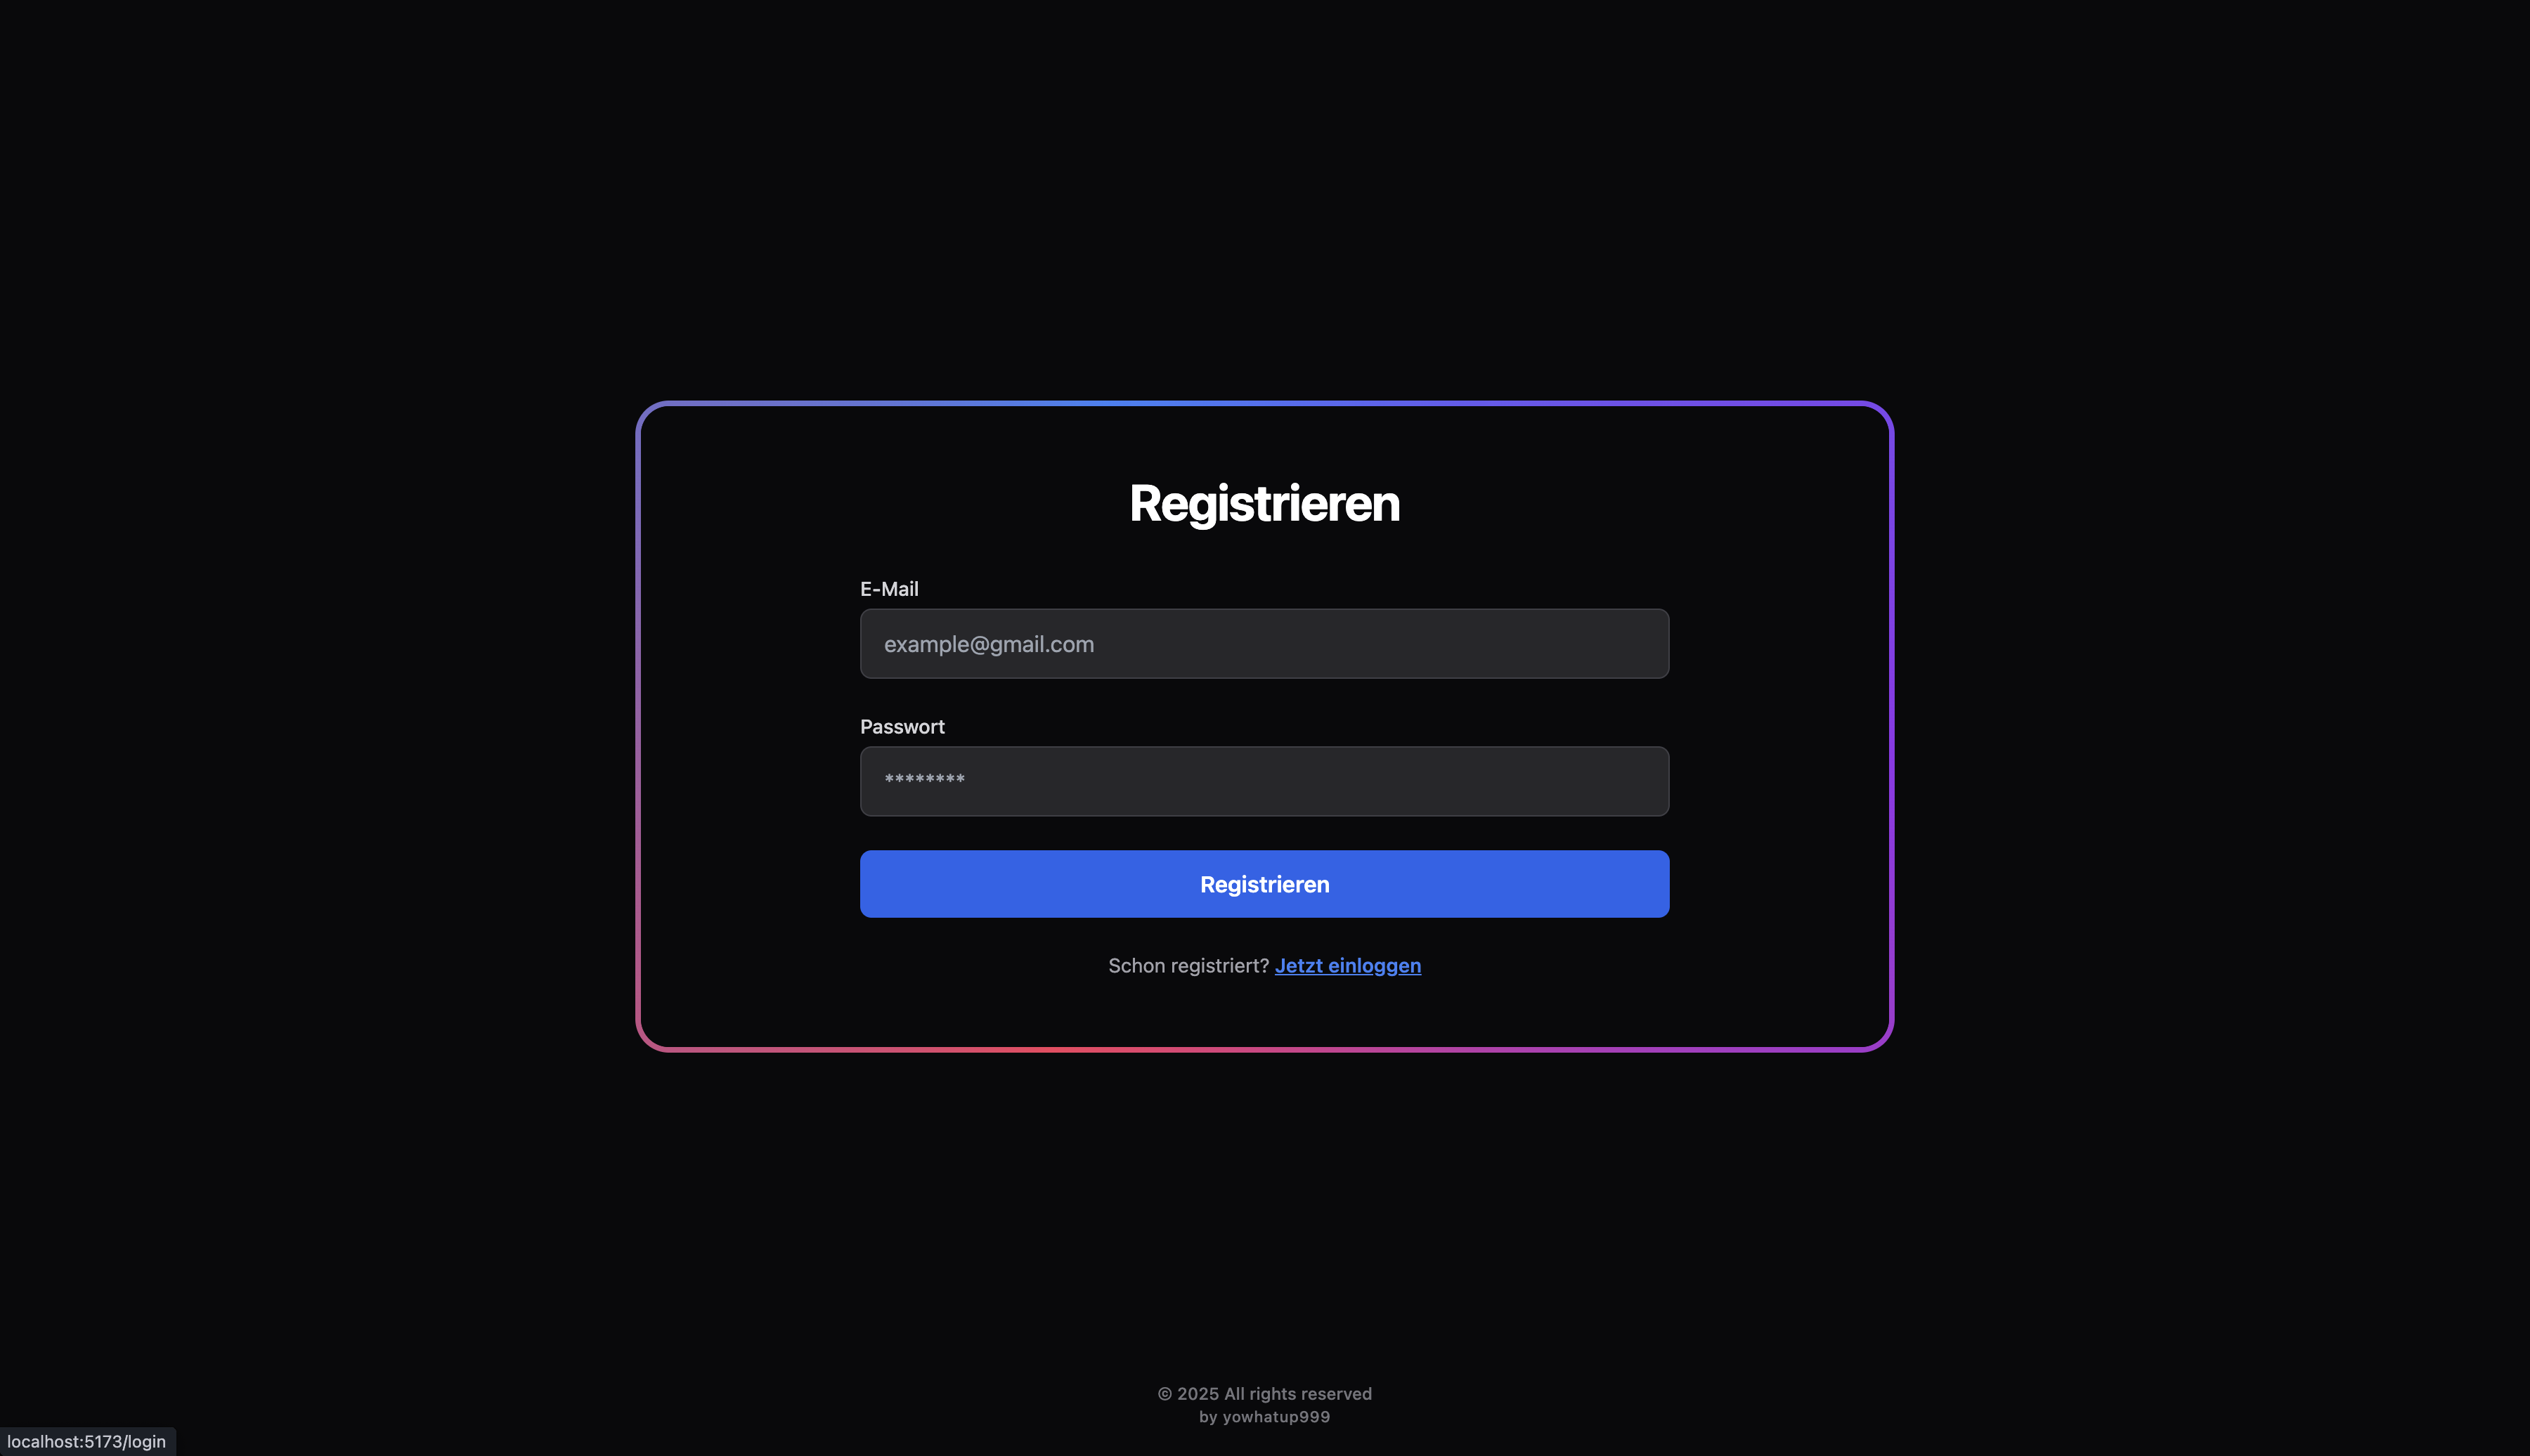 Registrieren
E-Mail
example@gmail.com
Passwort
********
Registrieren
Schon registriert? Jetzt einloggen
© 2025 All rights reserved
by yowhatup999
localhost:5173/login